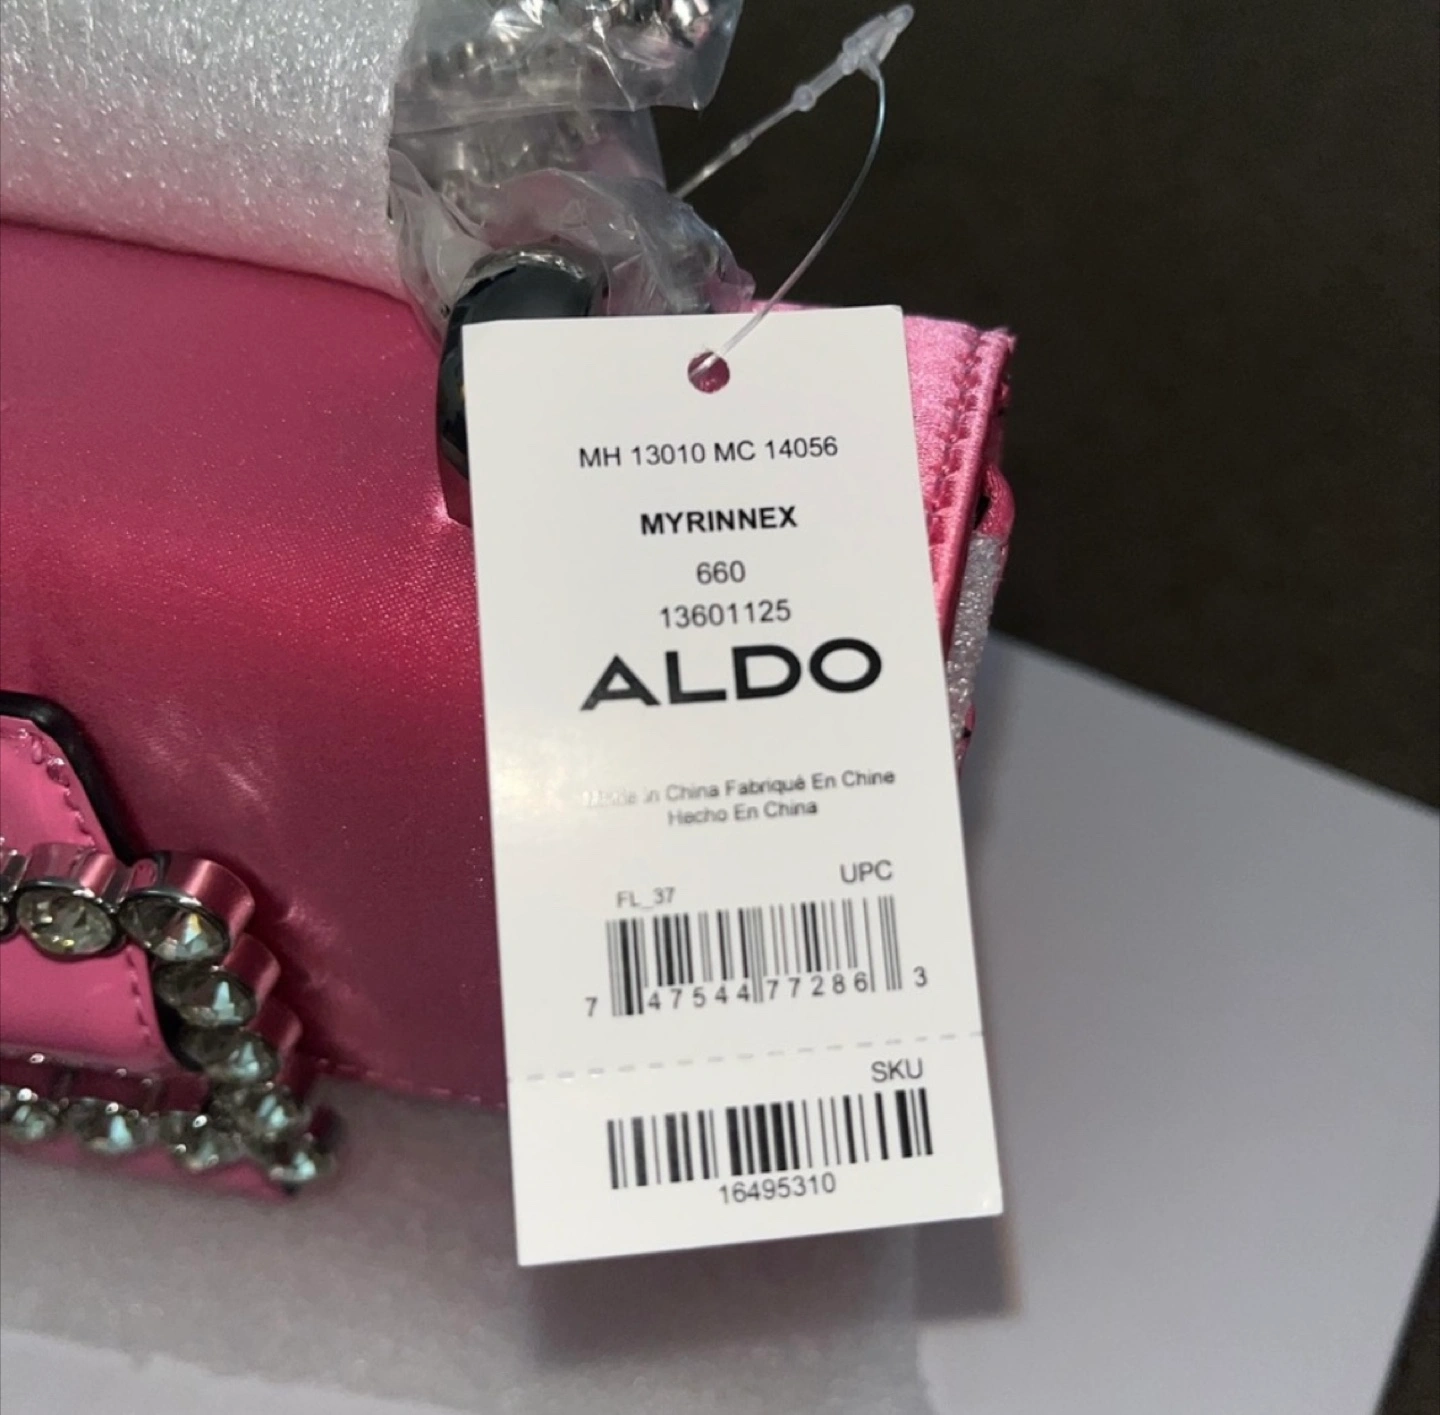 MH 13010 MC 14056
MYRINNEX
660
13601125
ALDO
Made in China Fabriqué En Chine
Hecho En China
UPC
FL_37
7 47544 77286 3
SKU
16495310